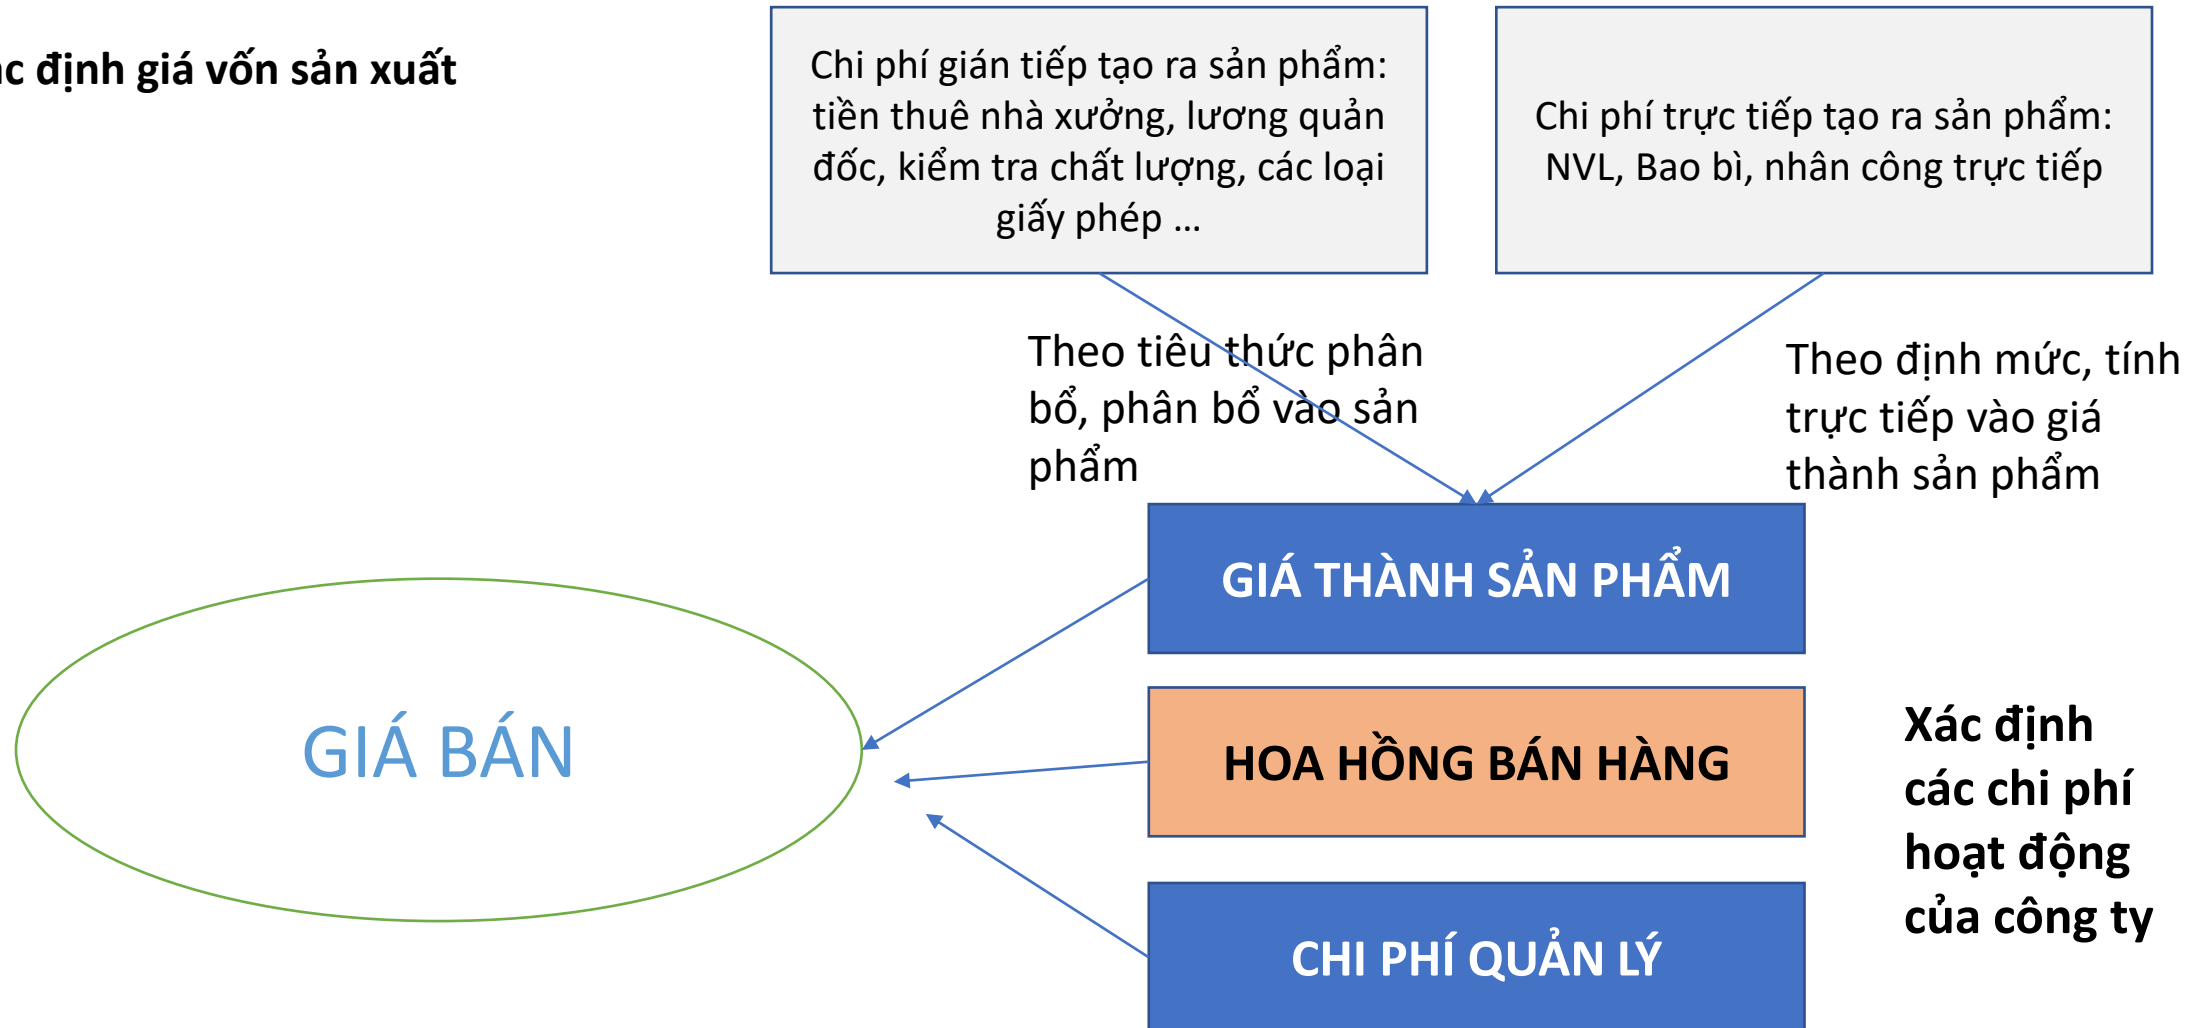 định giá vốn sản xuất
Chi phí gián tiếp tạo ra sản phẩm:
tiền thuê nhà xưởng, lương quản
đốc, kiểm tra chất lượng, các loại
giấy phép ...
Chi phí trực tiếp tạo ra sản phẩm:
NVL, Bao bì, nhân công trực tiếp
Theo tiêu thức phân
bổ, phân bổ vào sản
phẩm
Theo định mức, tính
trực tiếp vào giá
thành sản phẩm
GIÁ THÀNH SẢN PHẨM
GIÁ BÁN
HOA HỒNG BÁN HÀNG
Xác định
các chi phí
hoạt động
của công ty
CHI PHÍ QUẢN LÝ